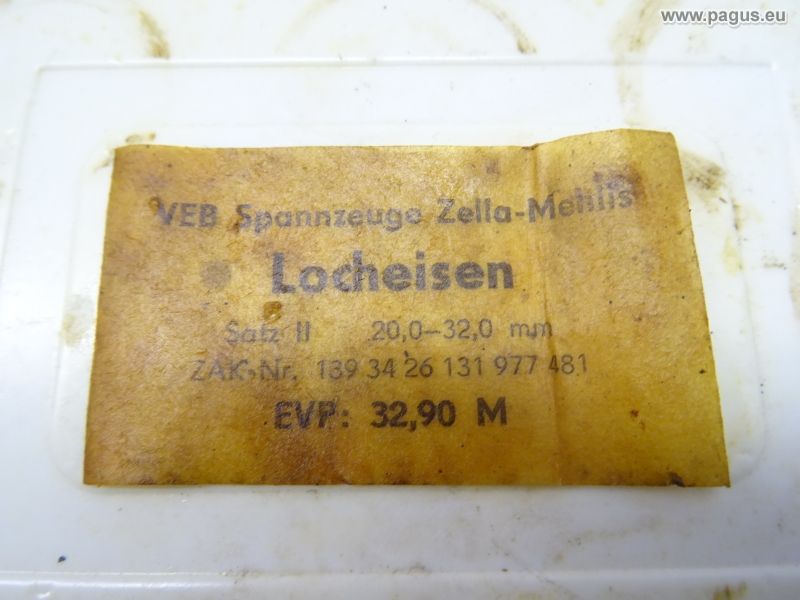 www.pagus.eu
VEB Spannzeuge Zella-Mehlis
Locheisen
Satz II 20,0-32,0 mm
ZAK-Nr. 139 34 26 131 977 481
EVP: 32,90 M